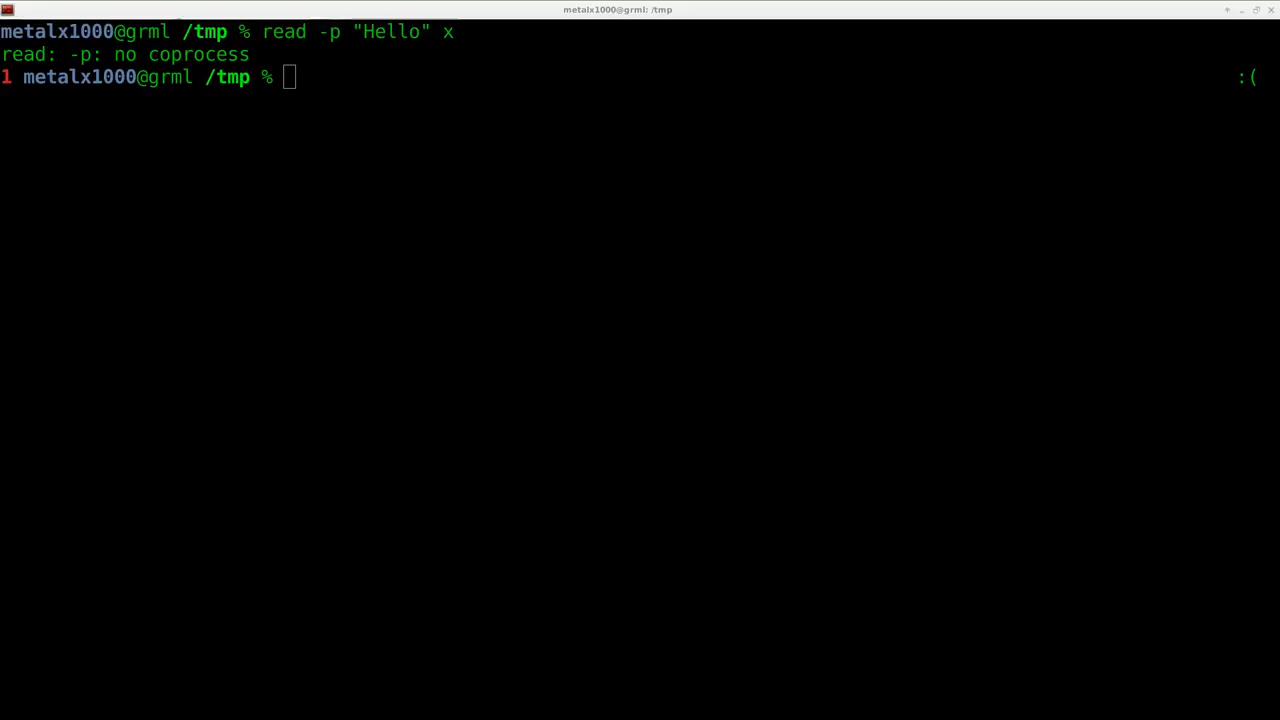 metalx1000@grml: /tmp
metalx1000@grml /tmp % read -p "Hello" x
read: -p: no coprocess
1 metalx1000@grml /tmp % :(